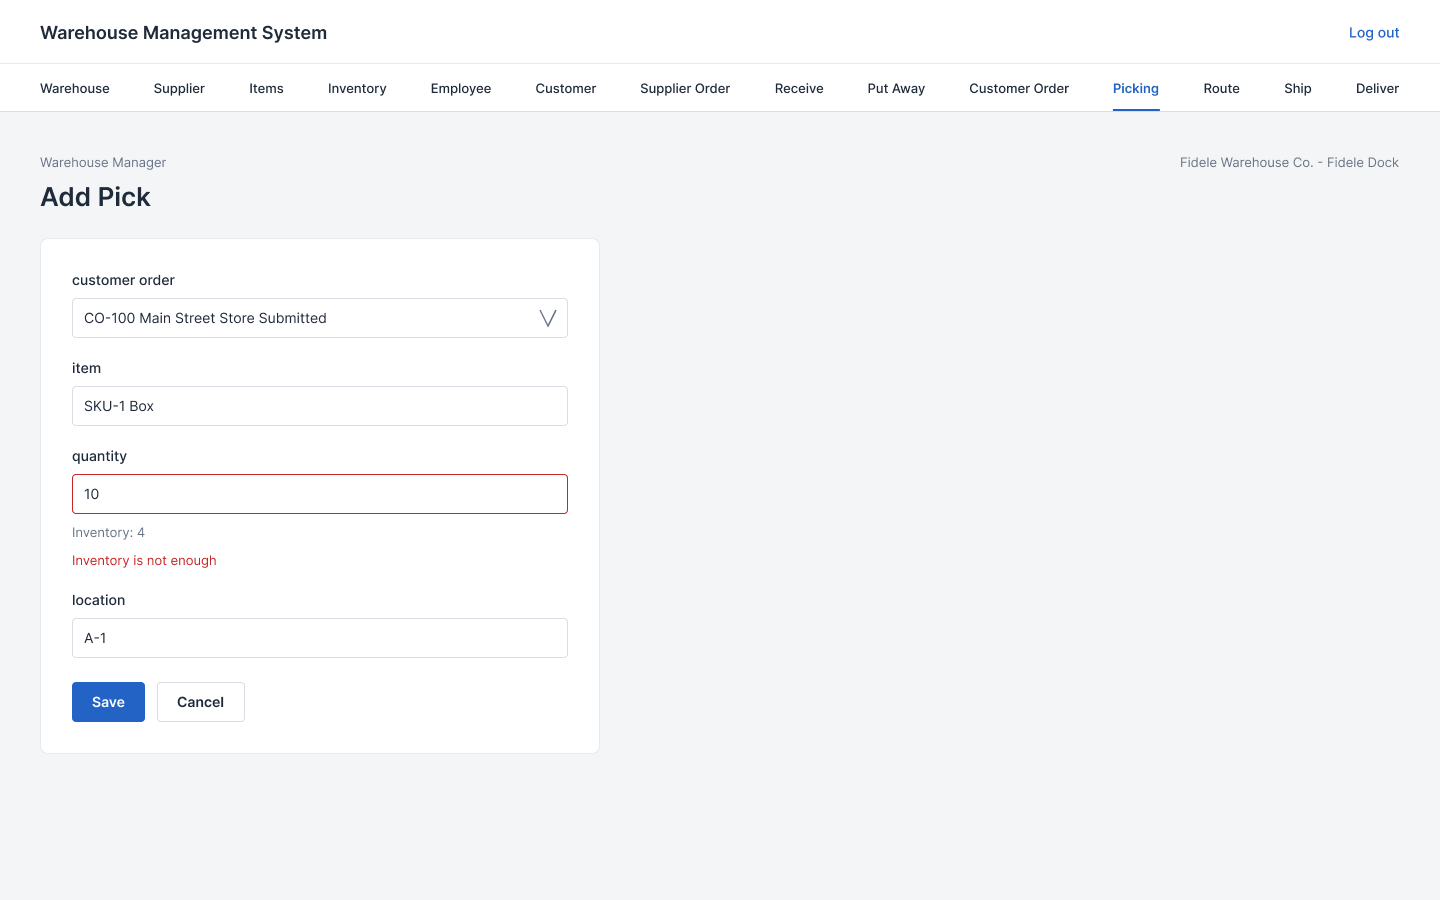 Warehouse Management System
Log out
Warehouse Supplier Items Inventory Employee Customer Supplier Order Receive Put Away Customer Order Picking Route Ship Deliver
Warehouse Manager
Fidele Warehouse Co. - Fidele Dock
Add Pick
customer order
CO-100 Main Street Store Submitted
item
SKU-1 Box
quantity
10
Inventory: 4
Inventory is not enough
location
A-1
Save Cancel